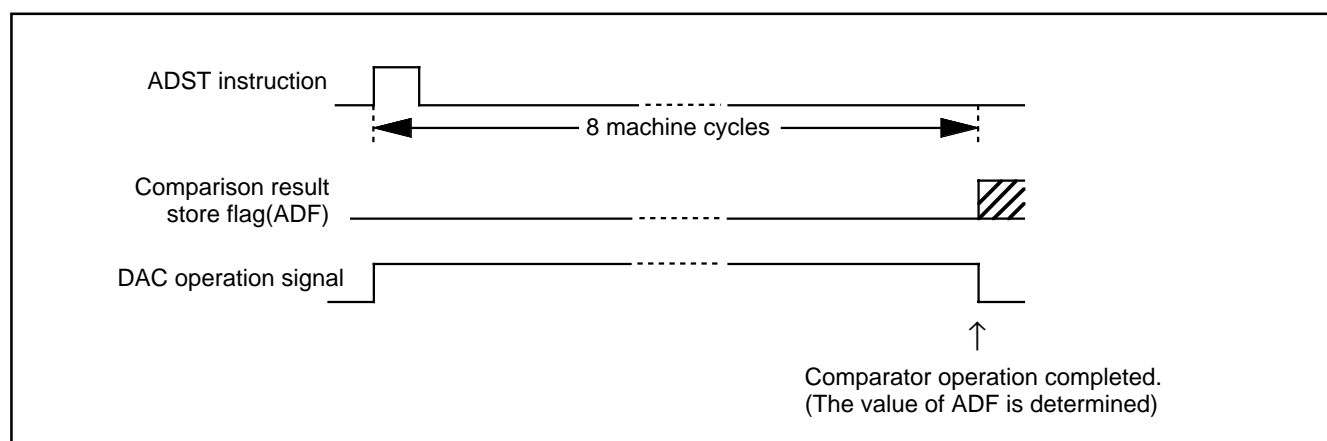 ADST instruction
8 machine cycles
Comparison result
store flag(ADF)
DAC operation signal
Comparator operation completed.
(The value of ADF is determined)